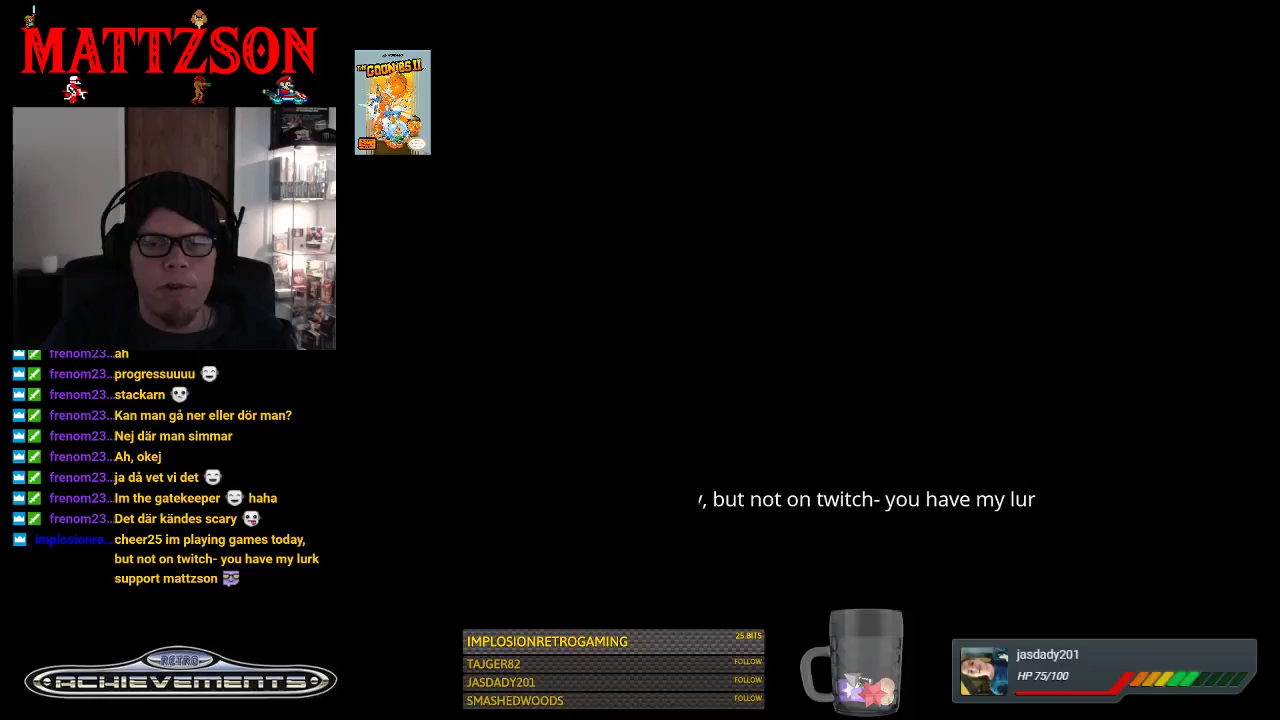 MATTZSON
THE GOONIES II
frenom23... ah
frenom23... progressuuuu
frenom23... stackarn
frenom23... Kan man gå ner eller dör man?
frenom23... Nej där man simmar
frenom23... Ah, okej
frenom23... ja då vet vi det
frenom23... Im the gatekeeper haha
frenom23... Det där kändes scary
implosionre... cheer25 im playing games today,
but not on twitch- you have my lurk
support mattzson
, but not on twitch- you have my lur
RETRO
ACHIEVEMENTS
IMPLOSIONRETROGAMING 25 BITS
TAJGER82 FOLLOW
JASDADY201 FOLLOW
SMASHEDWOODS FOLLOW
jasdady201
HP 75/100